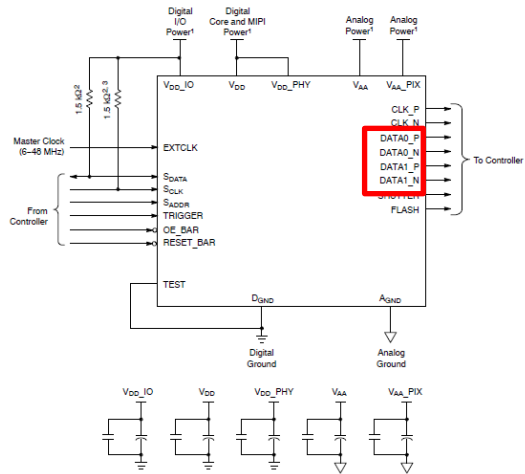 Digital
I/O
Power¹
Digital
Core and MIPI
Power¹
Analog
Power¹
Analog
Power¹
1.5 kΩ²
1.5 kΩ²˒ ³
VDD_IO
VDD
VDD_PHY
VAA
VAA_PIX
Master Clock
(6–48 MHz)
EXTCLK
From
Controller
SDATA
SCLK
SADDR
TRIGGER
OE_BAR
RESET_BAR
TEST
CLK_P
CLK_N
DATA0_P
DATA0_N
DATA1_P
DATA1_N
SHUTTER
FLASH
To Controller
DGND
AGND
Digital
Ground
Analog
Ground
VDD_IO
VDD
VDD_PHY
VAA
VAA_PIX